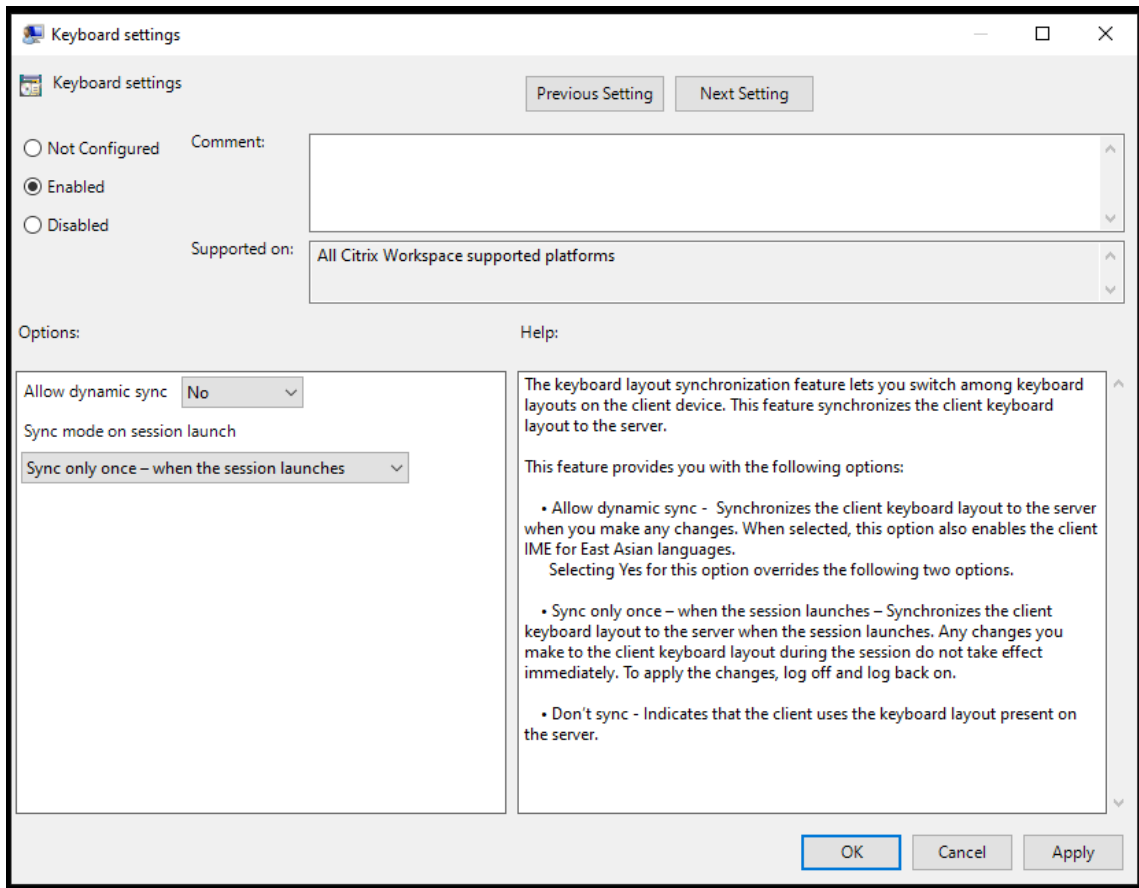 Keyboard settings
Keyboard settings
Previous Setting
Next Setting
Not Configured
Enabled
Disabled
Comment:
Supported on:
All Citrix Workspace supported platforms
Options:
Help:
Allow dynamic sync
No
Sync mode on session launch
Sync only once – when the session launches
The keyboard layout synchronization feature lets you switch among keyboard
layouts on the client device. This feature synchronizes the client keyboard
layout to the server.
This feature provides you with the following options:
• Allow dynamic sync - Synchronizes the client keyboard layout to the server
when you make any changes. When selected, this option also enables the client
IME for East Asian languages.
Selecting Yes for this option overrides the following two options.
• Sync only once – when the session launches – Synchronizes the client
keyboard layout to the server when the session launches. Any changes you
make to the client keyboard layout during the session do not take effect
immediately. To apply the changes, log off and log back on.
• Don't sync - Indicates that the client uses the keyboard layout present on
the server.
OK
Cancel
Apply